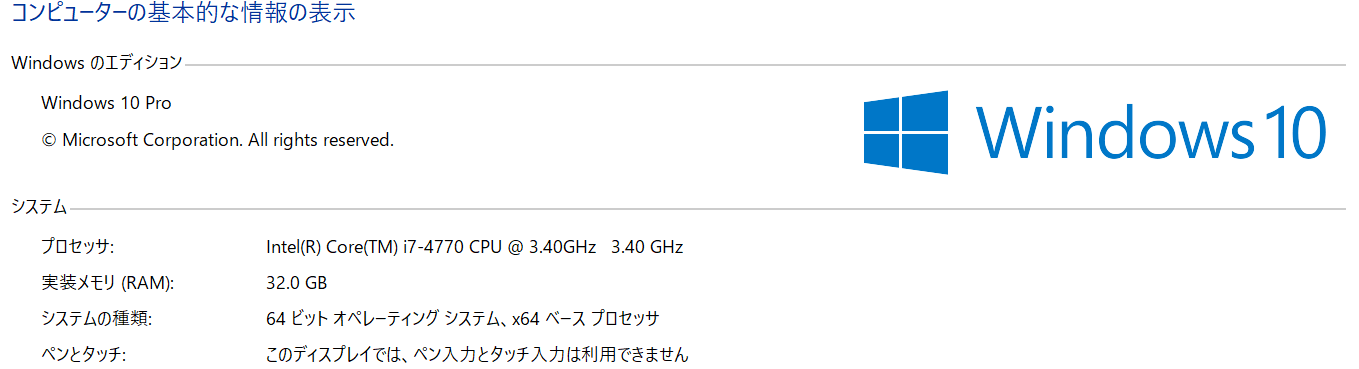 コンピューターの基本的な情報の表示
Windows のエディション
Windows 10 Pro
© Microsoft Corporation. All rights reserved.
Windows 10
システム
プロセッサ: Intel(R) Core(TM) i7-4770 CPU @ 3.40GHz 3.40 GHz
実装メモリ (RAM): 32.0 GB
システムの種類: 64 ビット オペレーティング システム、x64 ベース プロセッサ
ペンとタッチ: このディスプレイでは、ペン入力とタッチ入力は利用できません